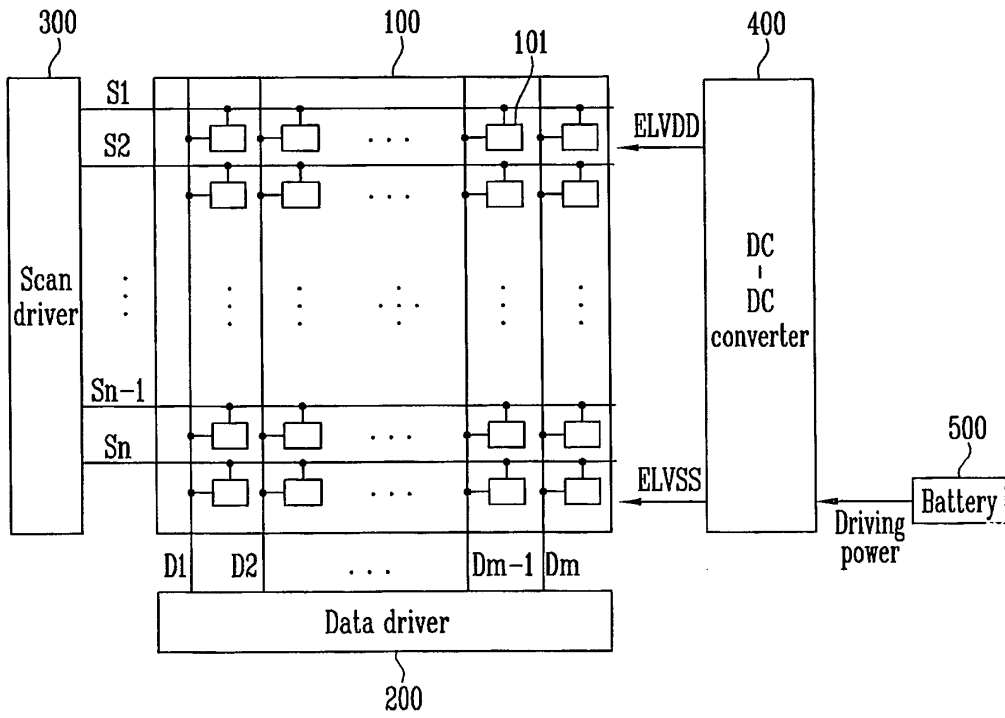 300
100
101
400
S1
S2
Scan
driver
Sn-1
Sn
ELVDD
ELVSS
DC
-
DC
converter
500
Battery
Driving
power
D1 D2 ... Dm-1 Dm
Data driver
200